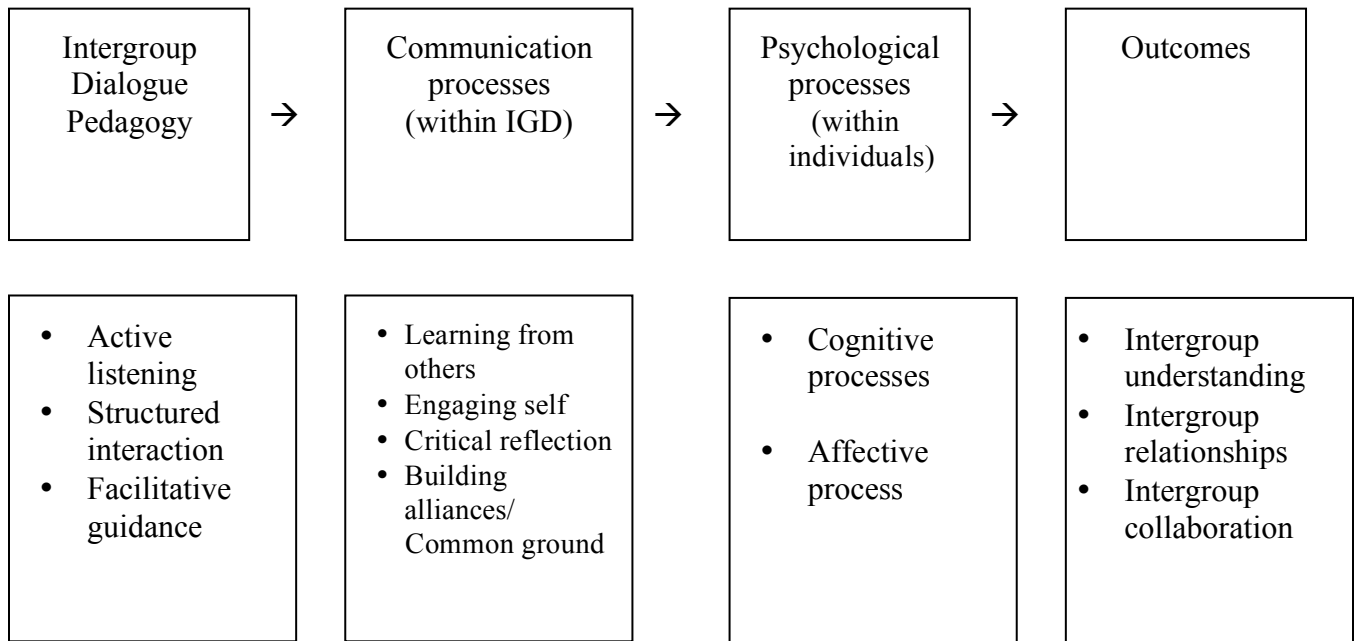 Intergroup
Dialogue
Pedagogy
→
Communication
processes
(within IGD)
→
Psychological
processes
(within
individuals)
→
Outcomes
• Active
listening
• Structured
interaction
• Facilitative
guidance
• Learning from
others
• Engaging self
• Critical reflection
• Building
alliances/
Common ground
• Cognitive
processes
• Affective
process
• Intergroup
understanding
• Intergroup
relationships
• Intergroup
collaboration